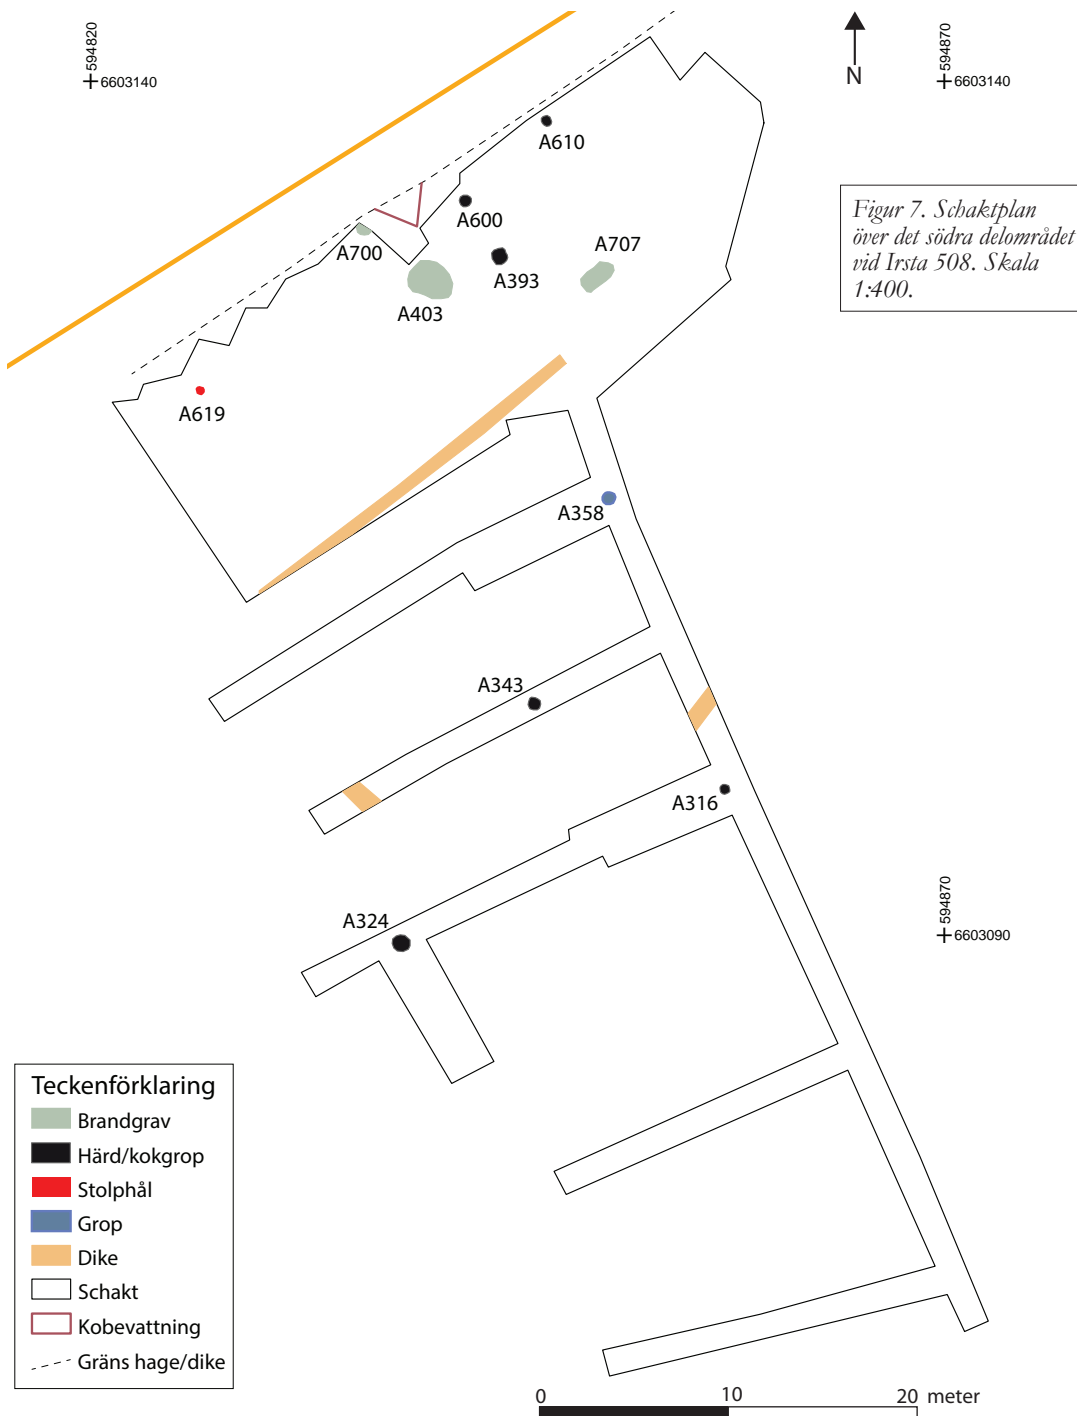 594820
6603140
N
594870
6603140
A610
A600
A700
A393
A707
A403
A619
Figur 7. Schaktplan
över det södra delområdet
vid Irsta 508. Skala
1:400.
A358
A343
A316
A324
594870
6603090
Teckenförklaring
Brandgrav
Härd/kokgrop
Stolphål
Grop
Dike
Schakt
Kobevattning
Gräns hage/dike
0 10 20 meter